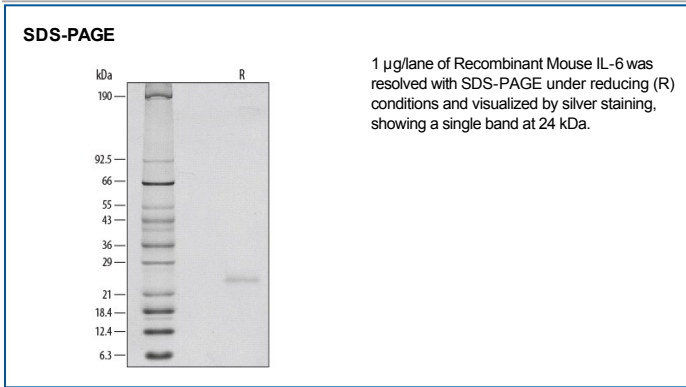 SDS-PAGE
kDa
R
190
92.5
66
55
43
36
29
21
18.4
12.4
6.3
1 µg/lane of Recombinant Mouse IL-6 was
resolved with SDS-PAGE under reducing (R)
conditions and visualized by silver staining,
showing a single band at 24 kDa.